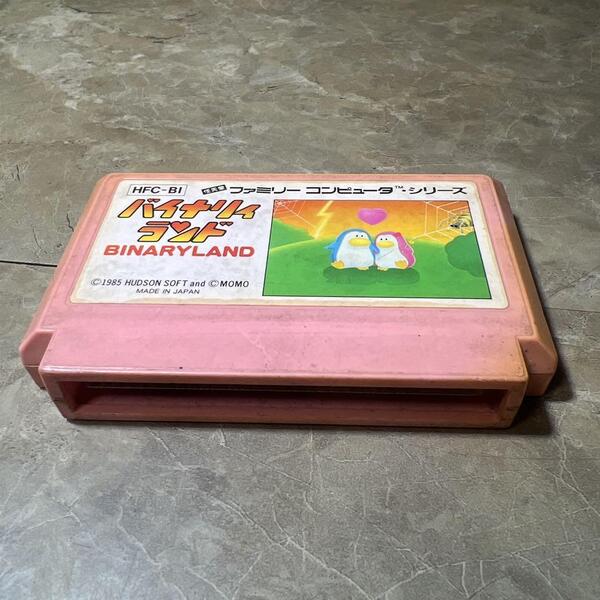 HFC-BI
ファミリー コンピュータ™・シリーズ
バイナリィ
ランド
BINARYLAND
©1985 HUDSON SOFT and ©MOMO
MADE IN JAPAN